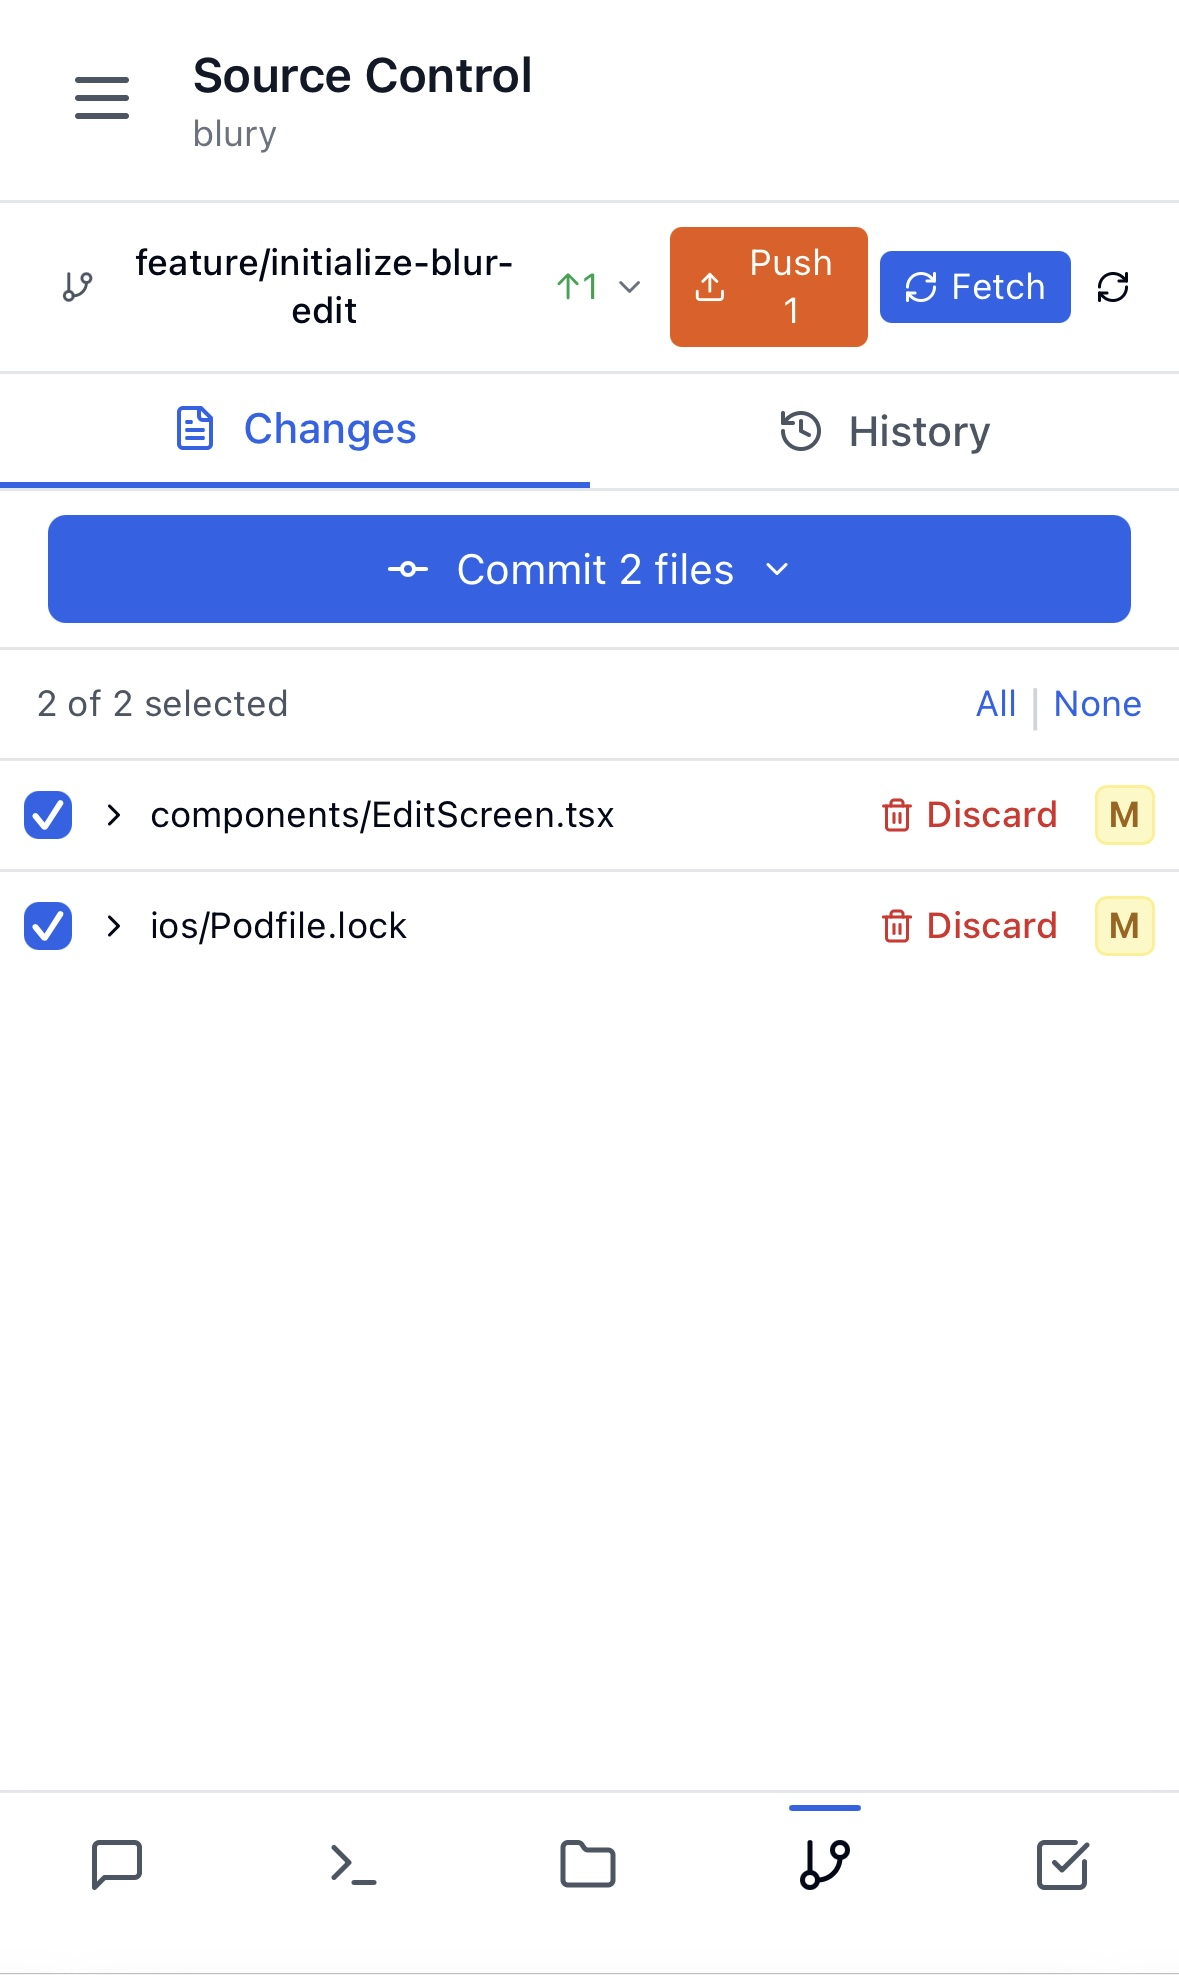 Source Control
blury
feature/initialize-blur-
edit
↑1
Push
1
Fetch
Changes
History
Commit 2 files
2 of 2 selected
All | None
components/EditScreen.tsx
Discard
M
ios/Podfile.lock
Discard
M